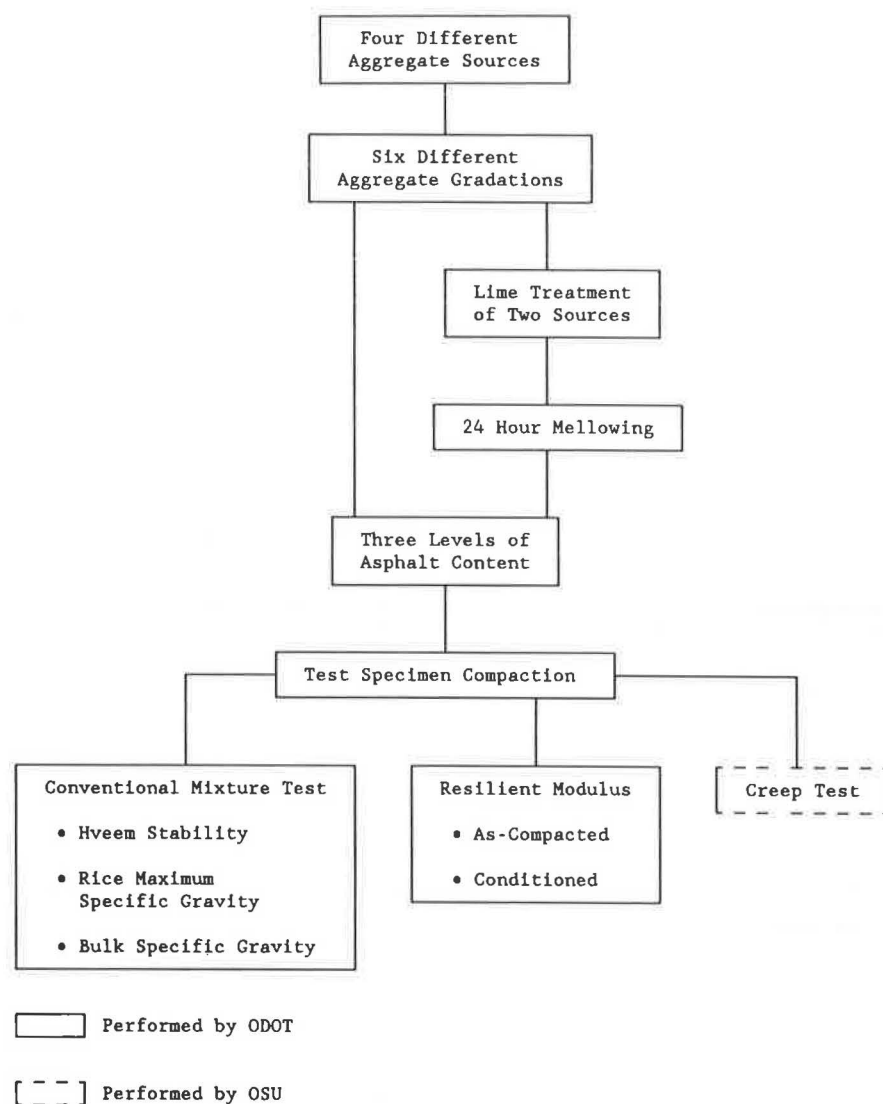 Four Different
Aggregate Sources
Six Different
Aggregate Gradations
Lime Treatment
of Two Sources
24 Hour Mellowing
Three Levels of
Asphalt Content
Test Specimen Compaction
Conventional Mixture Test
• Hveem Stability
• Rice Maximum
Specific Gravity
• Bulk Specific Gravity
Resilient Modulus
• As-Compacted
• Conditioned
Creep Test
Performed by ODOT
Performed by OSU